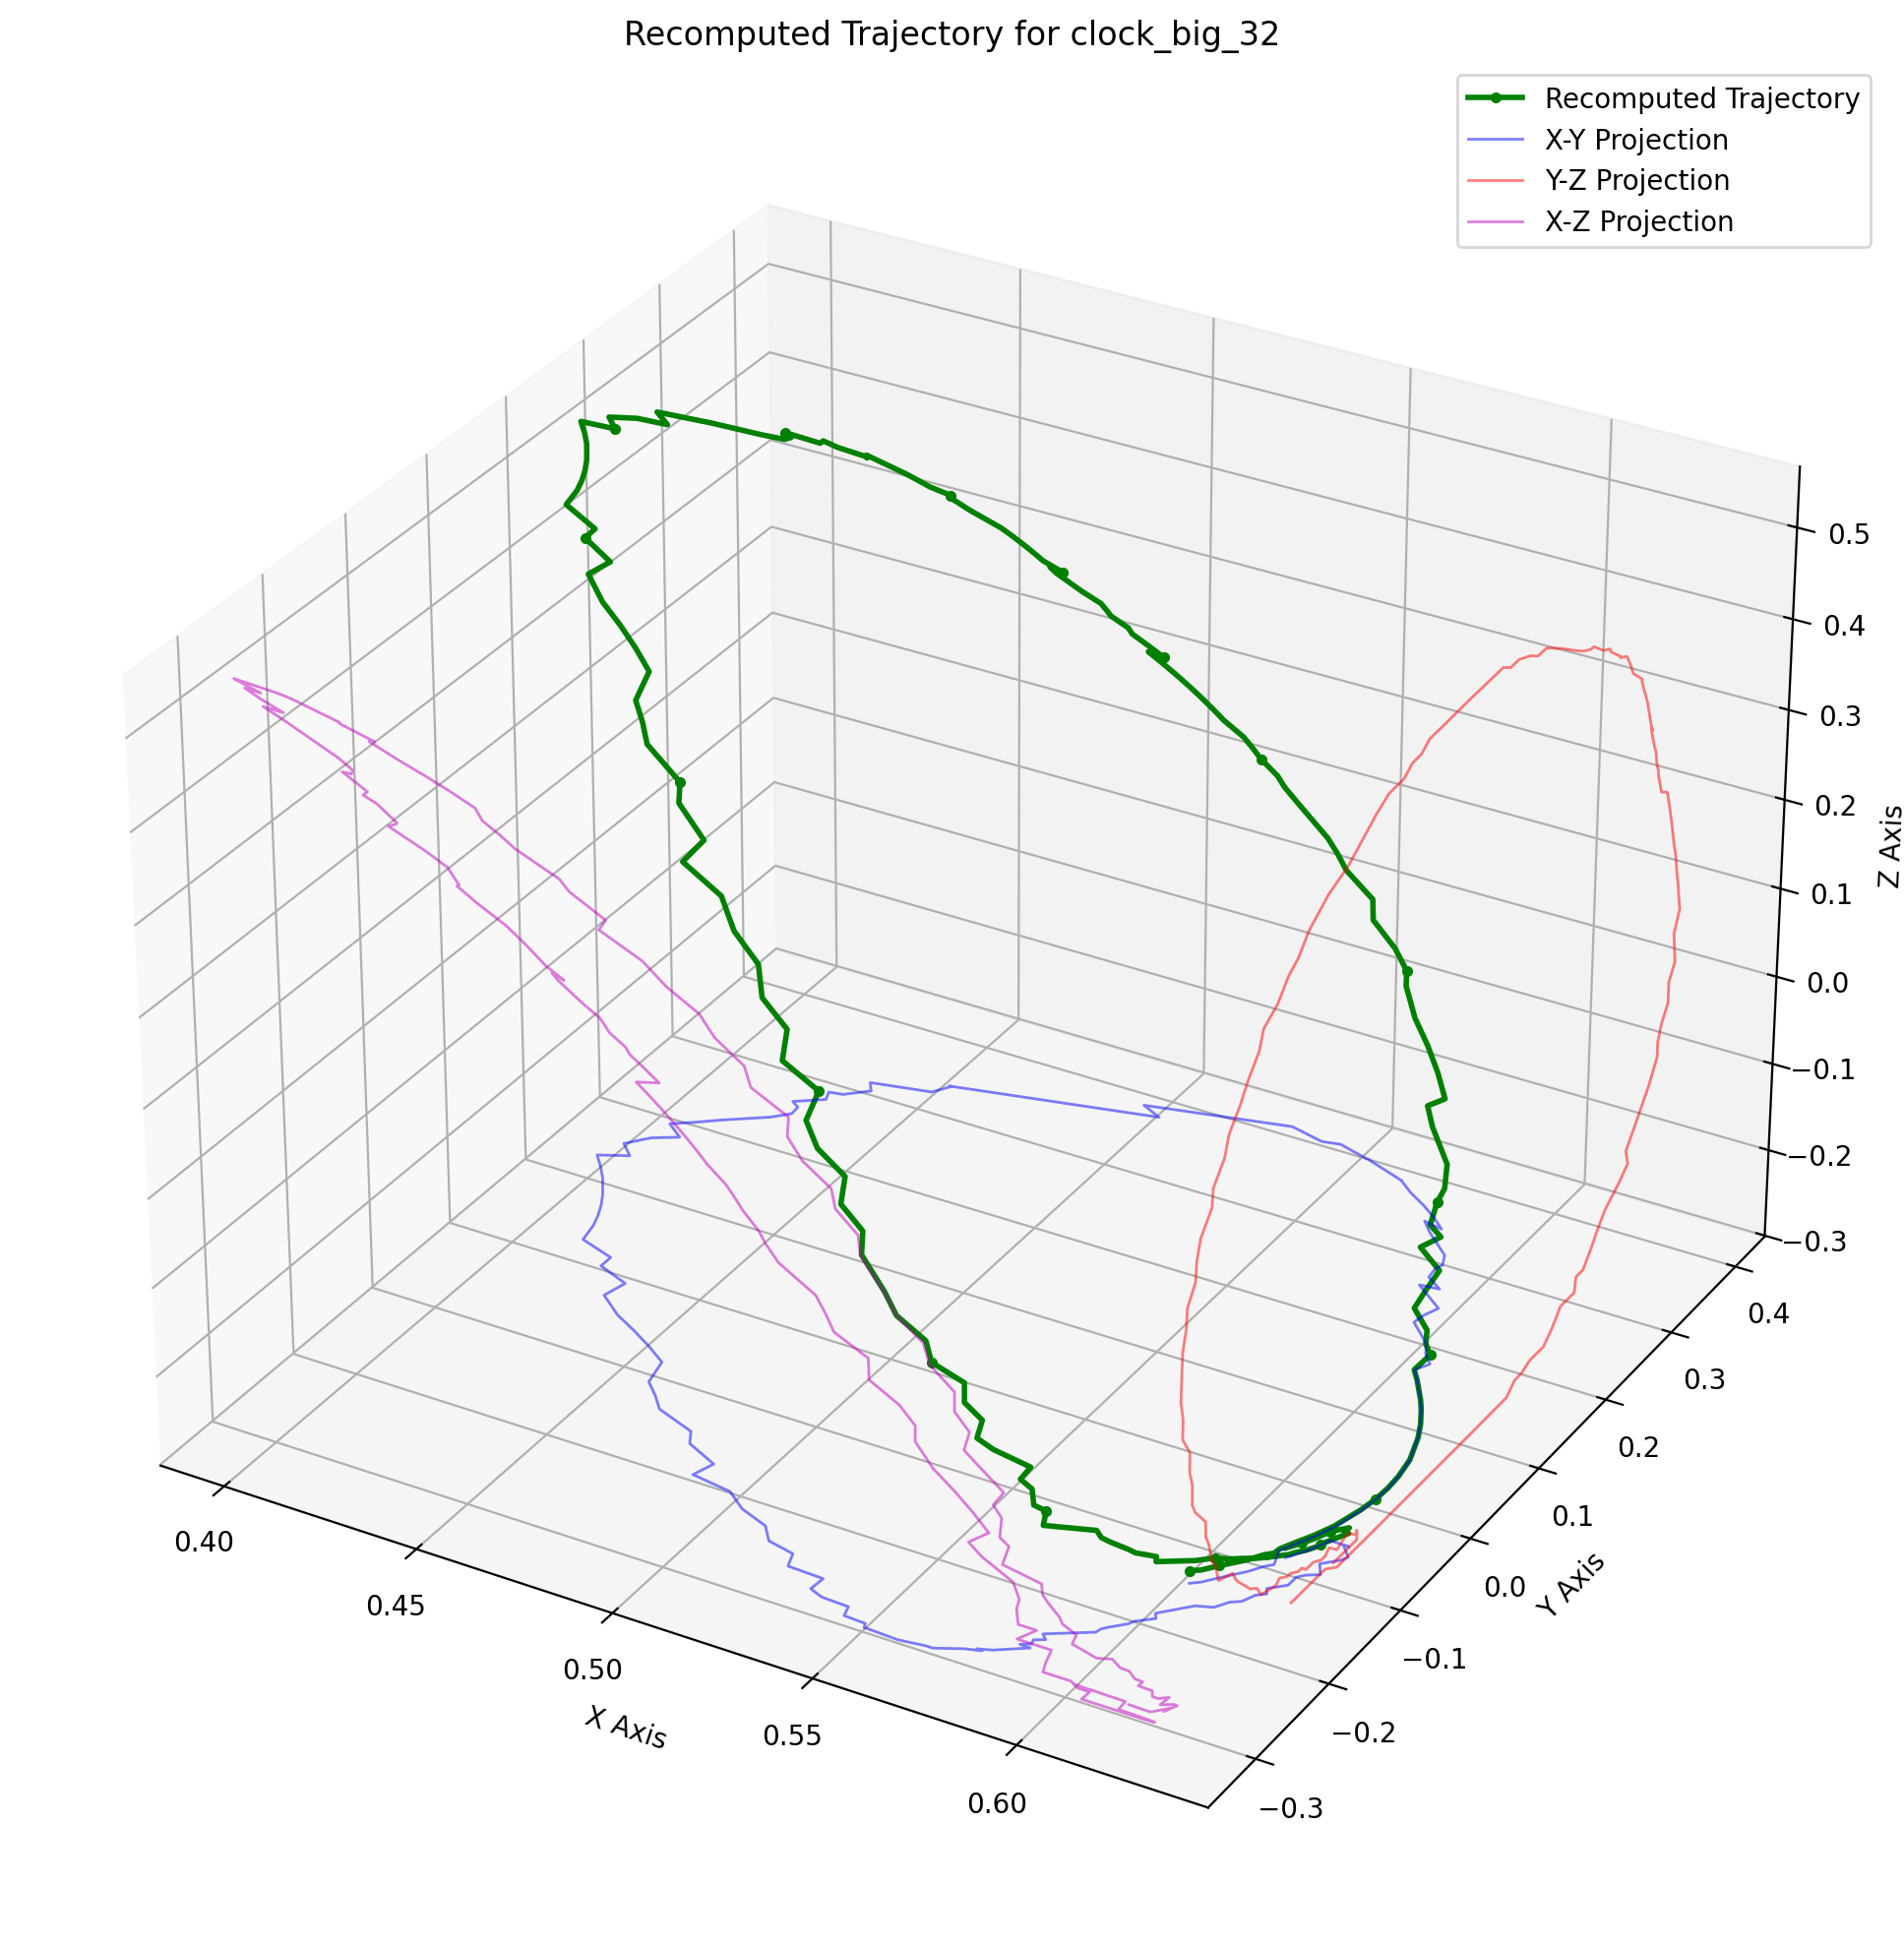 Recomputed Trajectory for clock_big_32
Recomputed Trajectory
X-Y Projection
Y-Z Projection
X-Z Projection
0.5
0.4
0.3
0.2
0.1
0.0
−0.1
−0.2
−0.3
Z Axis
0.4
0.3
0.2
0.1
0.0
−0.1
−0.2
−0.3
Y Axis
0.40
0.45
0.50
0.55
0.60
X Axis